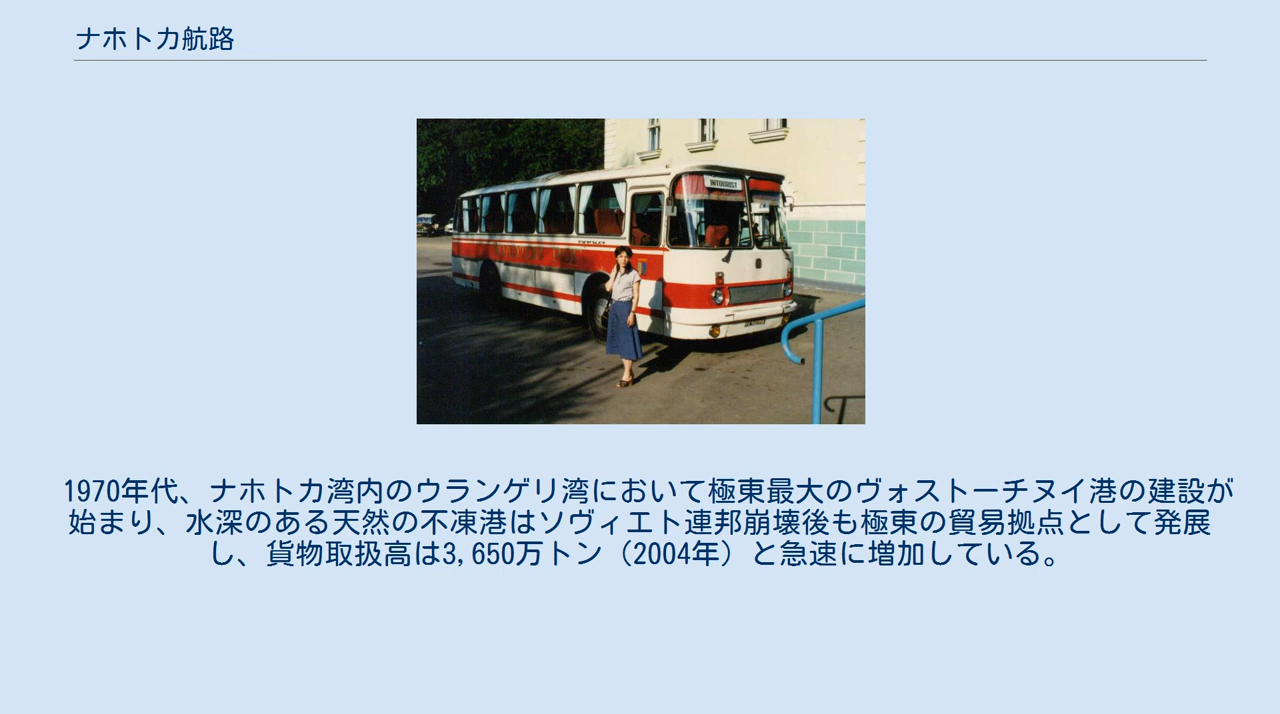 ナホトカ航路
INTOURIST
1970年代、ナホトカ湾内のウランゲリ湾において極東最大のヴォストーチヌイ港の建設が
始まり、水深のある天然の不凍港はソヴィエト連邦崩壊後も極東の貿易拠点として発展
し、貨物取扱高は3,650万トン（2004年）と急速に増加している。